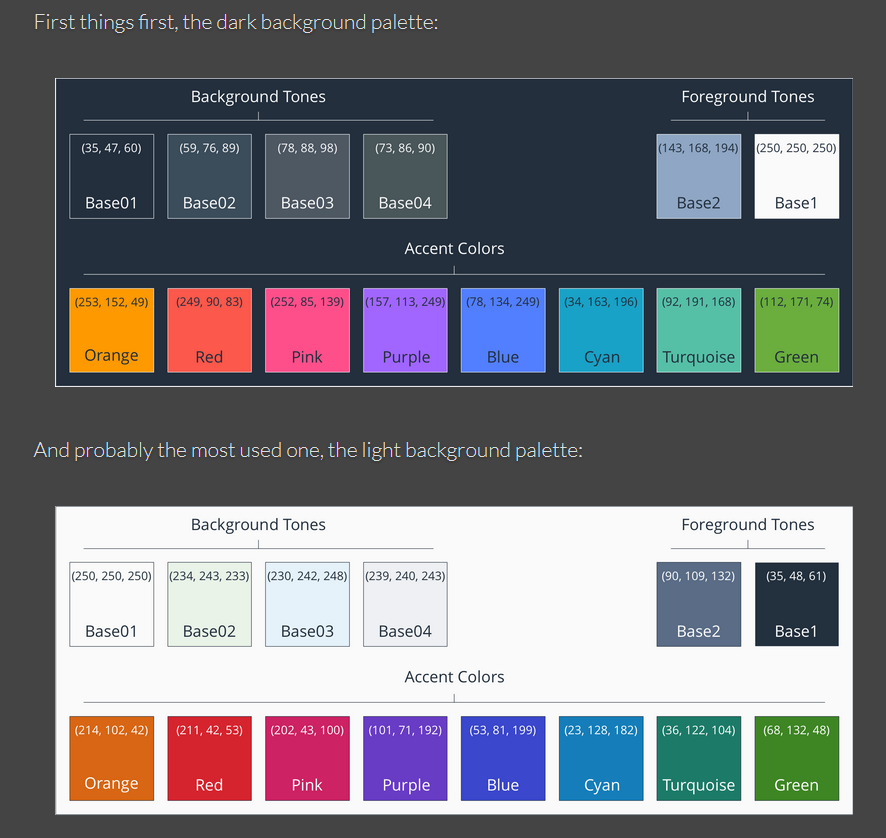 First things first, the dark background palette:
Background Tones
Foreground Tones
(35, 47, 60)
(59, 76, 89)
(78, 88, 98)
(73, 86, 90)
(143, 168, 194)
(250, 250, 250)
Base01
Base02
Base03
Base04
Base2
Base1
Accent Colors
(253, 152, 49)
(249, 90, 83)
(252, 85, 139)
(157, 113, 249)
(78, 134, 249)
(34, 163, 196)
(92, 191, 168)
(112, 171, 74)
Orange
Red
Pink
Purple
Blue
Cyan
Turquoise
Green
And probably the most used one, the light background palette:
Background Tones
Foreground Tones
(250, 250, 250)
(234, 243, 233)
(230, 242, 248)
(239, 240, 243)
(90, 109, 132)
(35, 48, 61)
Base01
Base02
Base03
Base04
Base2
Base1
Accent Colors
(214, 102, 42)
(211, 42, 53)
(202, 43, 100)
(101, 71, 192)
(53, 81, 199)
(23, 128, 182)
(36, 122, 104)
(68, 132, 48)
Orange
Red
Pink
Purple
Blue
Cyan
Turquoise
Green